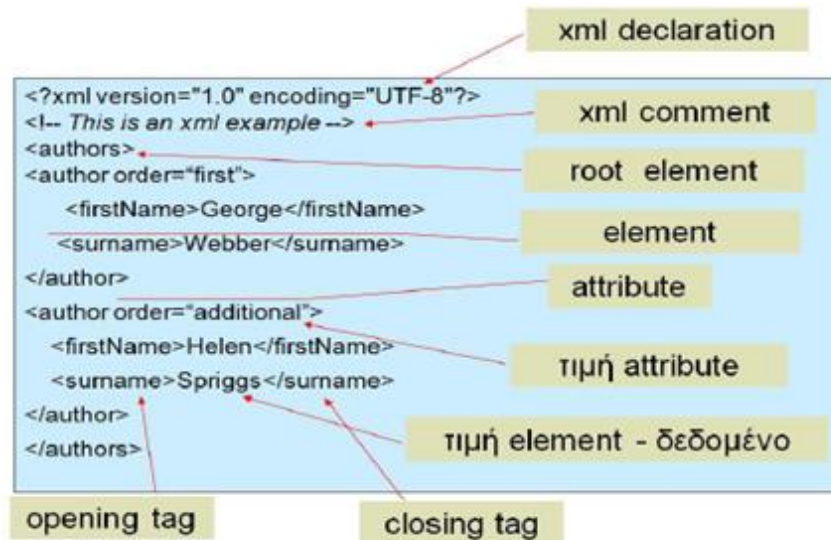 xml declaration
<?xml version="1.0" encoding="UTF-8"?>
<!-- This is an xml example -->
xml comment
<authors>
root element
<author order=“first”>
<firstName>George</firstName>
element
<surname>Webber</surname>
</author>
attribute
<author order=“additional”>
<firstName>Helen</firstName>
τιμή attribute
<surname>Spriggs</surname>
</author>
τιμή element - δεδομένο
</authors>
opening tag
closing tag